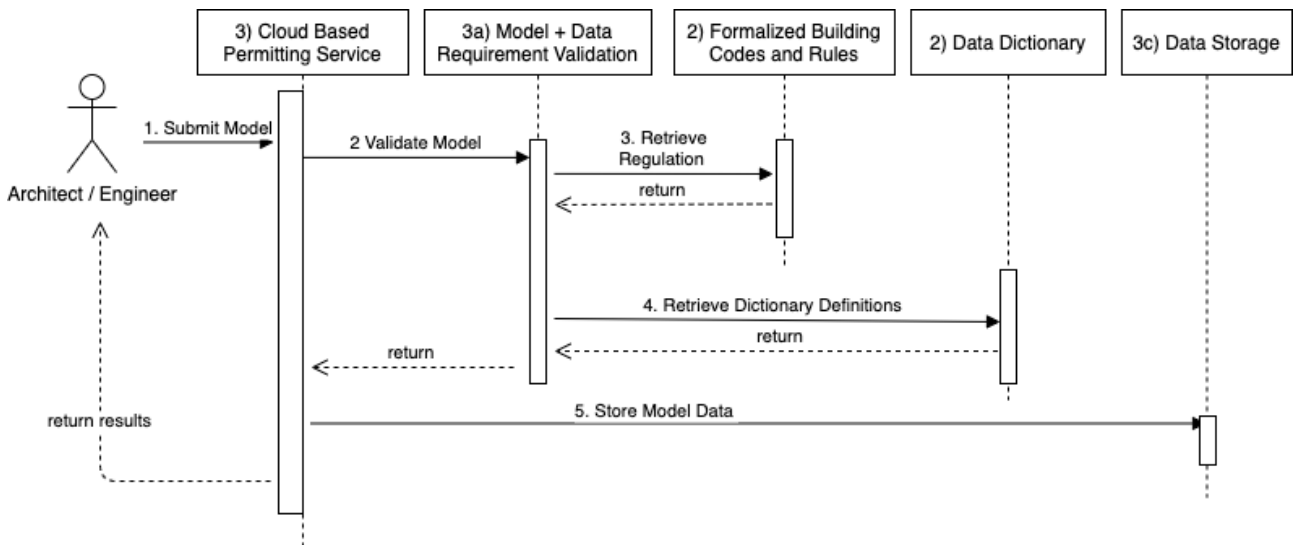 3) Cloud Based
Permitting Service
3a) Model + Data
Requirement Validation
2) Formalized Building
Codes and Rules
2) Data Dictionary
3c) Data Storage
1. Submit Model
2 Validate Model
3. Retrieve
Regulation
return
Architect / Engineer
4. Retrieve Dictionary Definitions
return
return
5. Store Model Data
return results